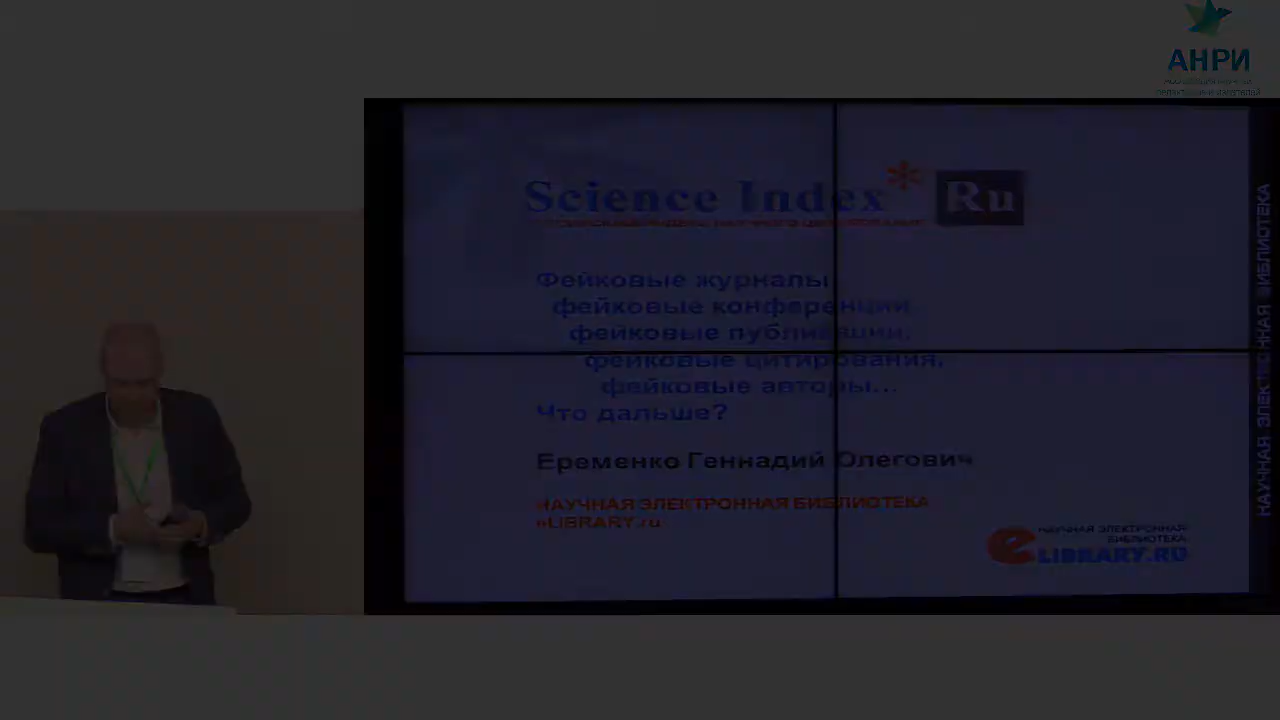 АНРИ
Science Index*
Ru
Фейковые журналы
фейковые конференции,
фейковые публикации,
фейковые цитирования,
фейковые авторы...
Что дальше?
Еременко Геннадий Олегович
НАУЧНАЯ ЭЛЕКТРОННАЯ БИБЛИОТЕКА
eLIBRARY.ru
НАУЧНАЯ ЭЛЕКТРОННАЯ
БИБЛИОТЕКА
eLIBRARY.RU
НАУЧНАЯ ЭЛЕКТРОННАЯ БИБЛИОТЕКА